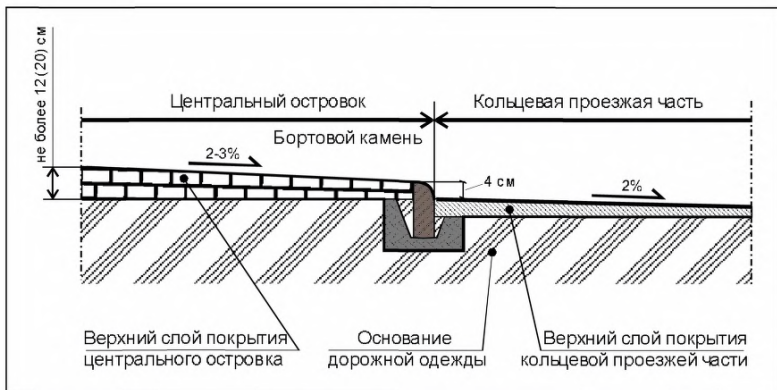 не более 12 (20) см
Центральный островок
Кольцевая проезжая часть
Бортовой камень
2-3%
4 см
2%
Верхний слой покрытия
центрального островка
Основание
дорожной одежды
Верхний слой покрытия
кольцевой проезжей части